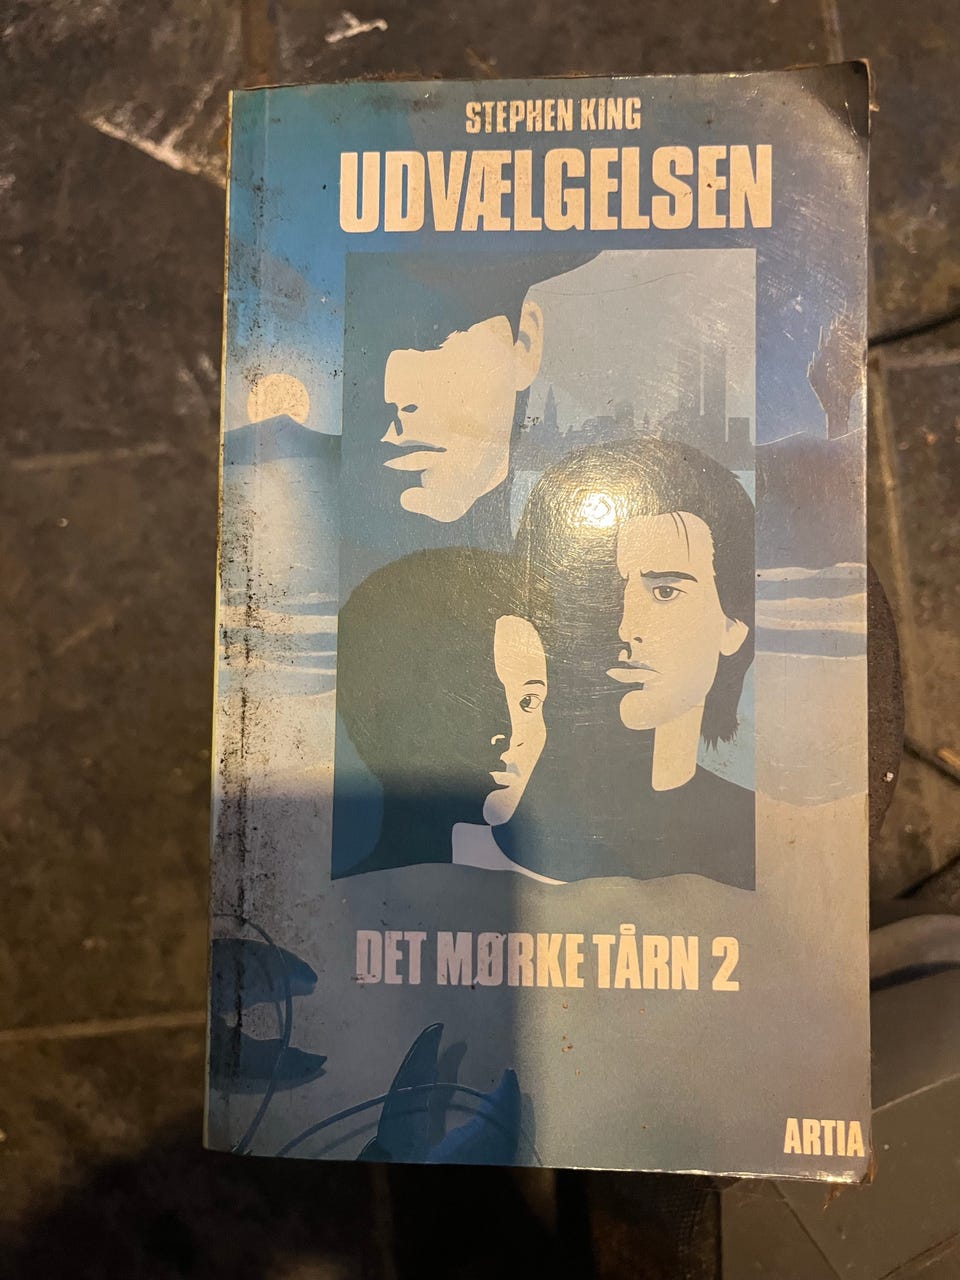 STEPHEN KING
UDVÆLGELSEN
DET MØRKE TÅRN 2
ARTIA